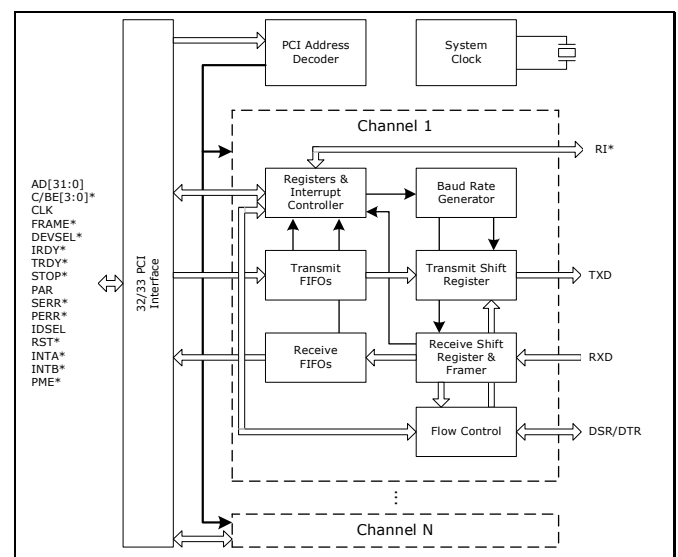 PCI Address
Decoder
System
Clock
Channel 1
RI*
AD[31:0]
C/BE[3:0]*
CLK
FRAME*
DEVSEL*
IRDY*
TRDY*
STOP*
PAR
SERR*
PERR*
IDSEL
RST*
INTA*
INTB*
PME*
32/33 PCI
Interface
Registers &
Interrupt
Controller
Baud Rate
Generator
Transmit
FIFOs
Transmit Shift
Register
TXD
Receive
FIFOs
Receive Shift
Register &
Framer
RXD
Flow Control
DSR/DTR
...
Channel N